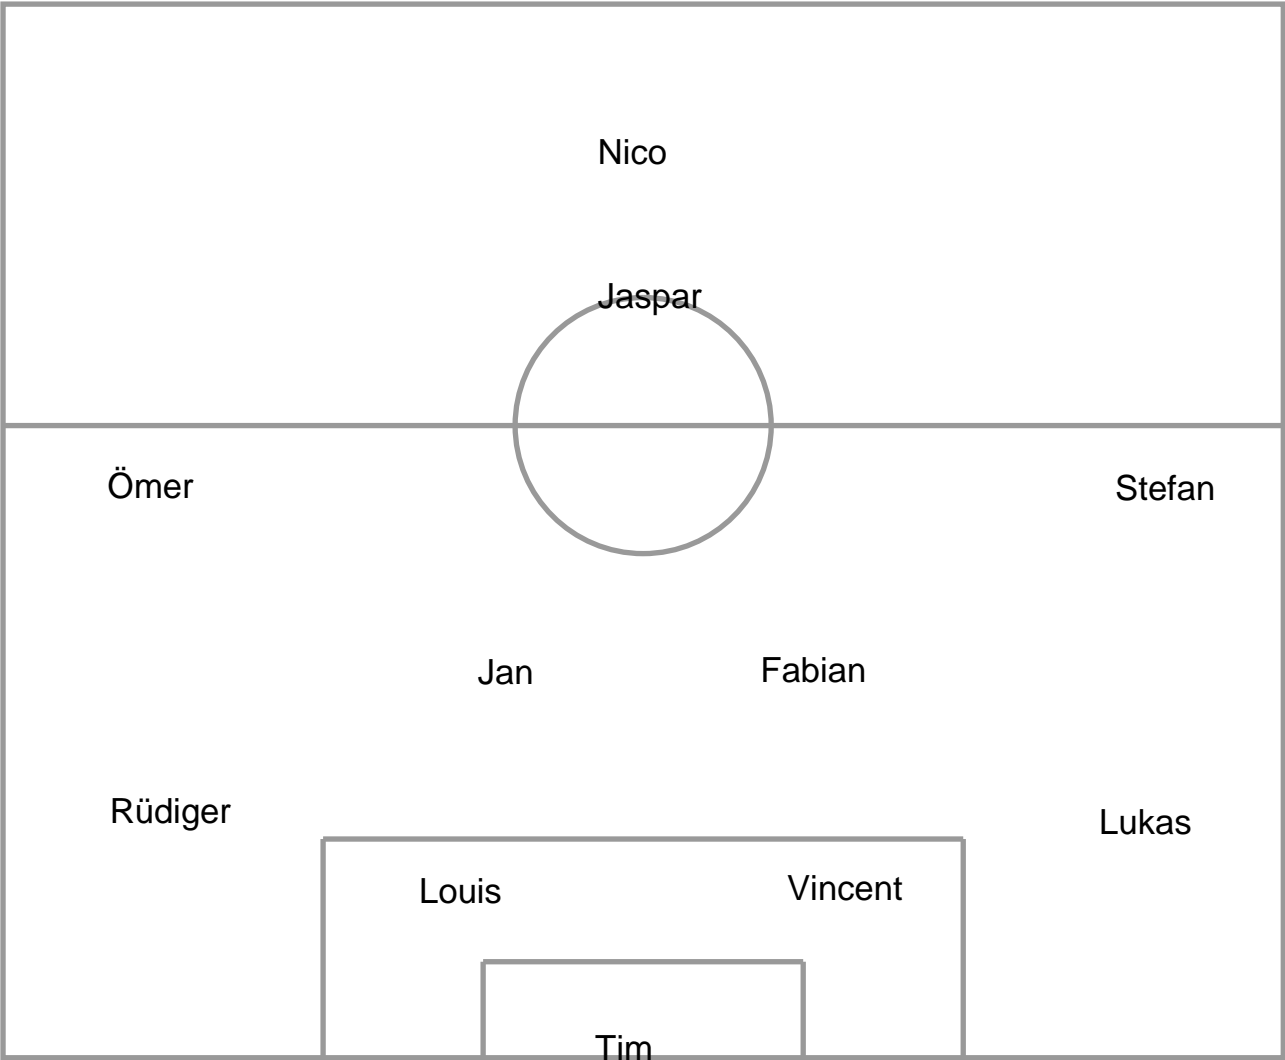 Nico
Jaspar
Ömer
Stefan
Jan
Fabian
Rüdiger
Lukas
Louis
Vincent
Tim